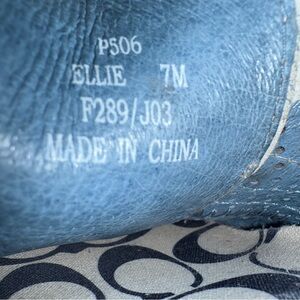 P506
ELLIE 7M
F289/J03
MADE IN CHINA